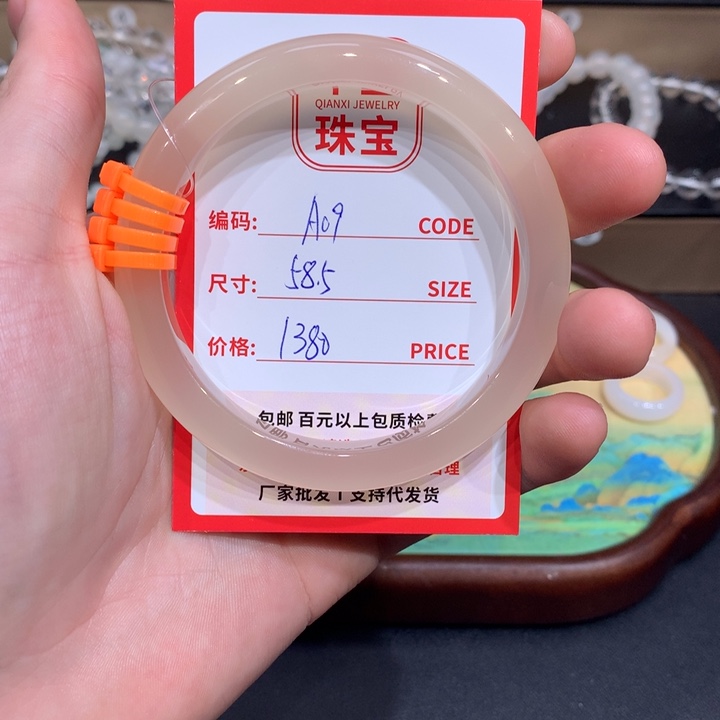 QIANXI JEWELRY
珠宝
编码: A09 CODE
尺寸: 58.5 SIZE
价格: 1380 PRICE
包邮 百元以上包质检
厂家批发丨支持代发货